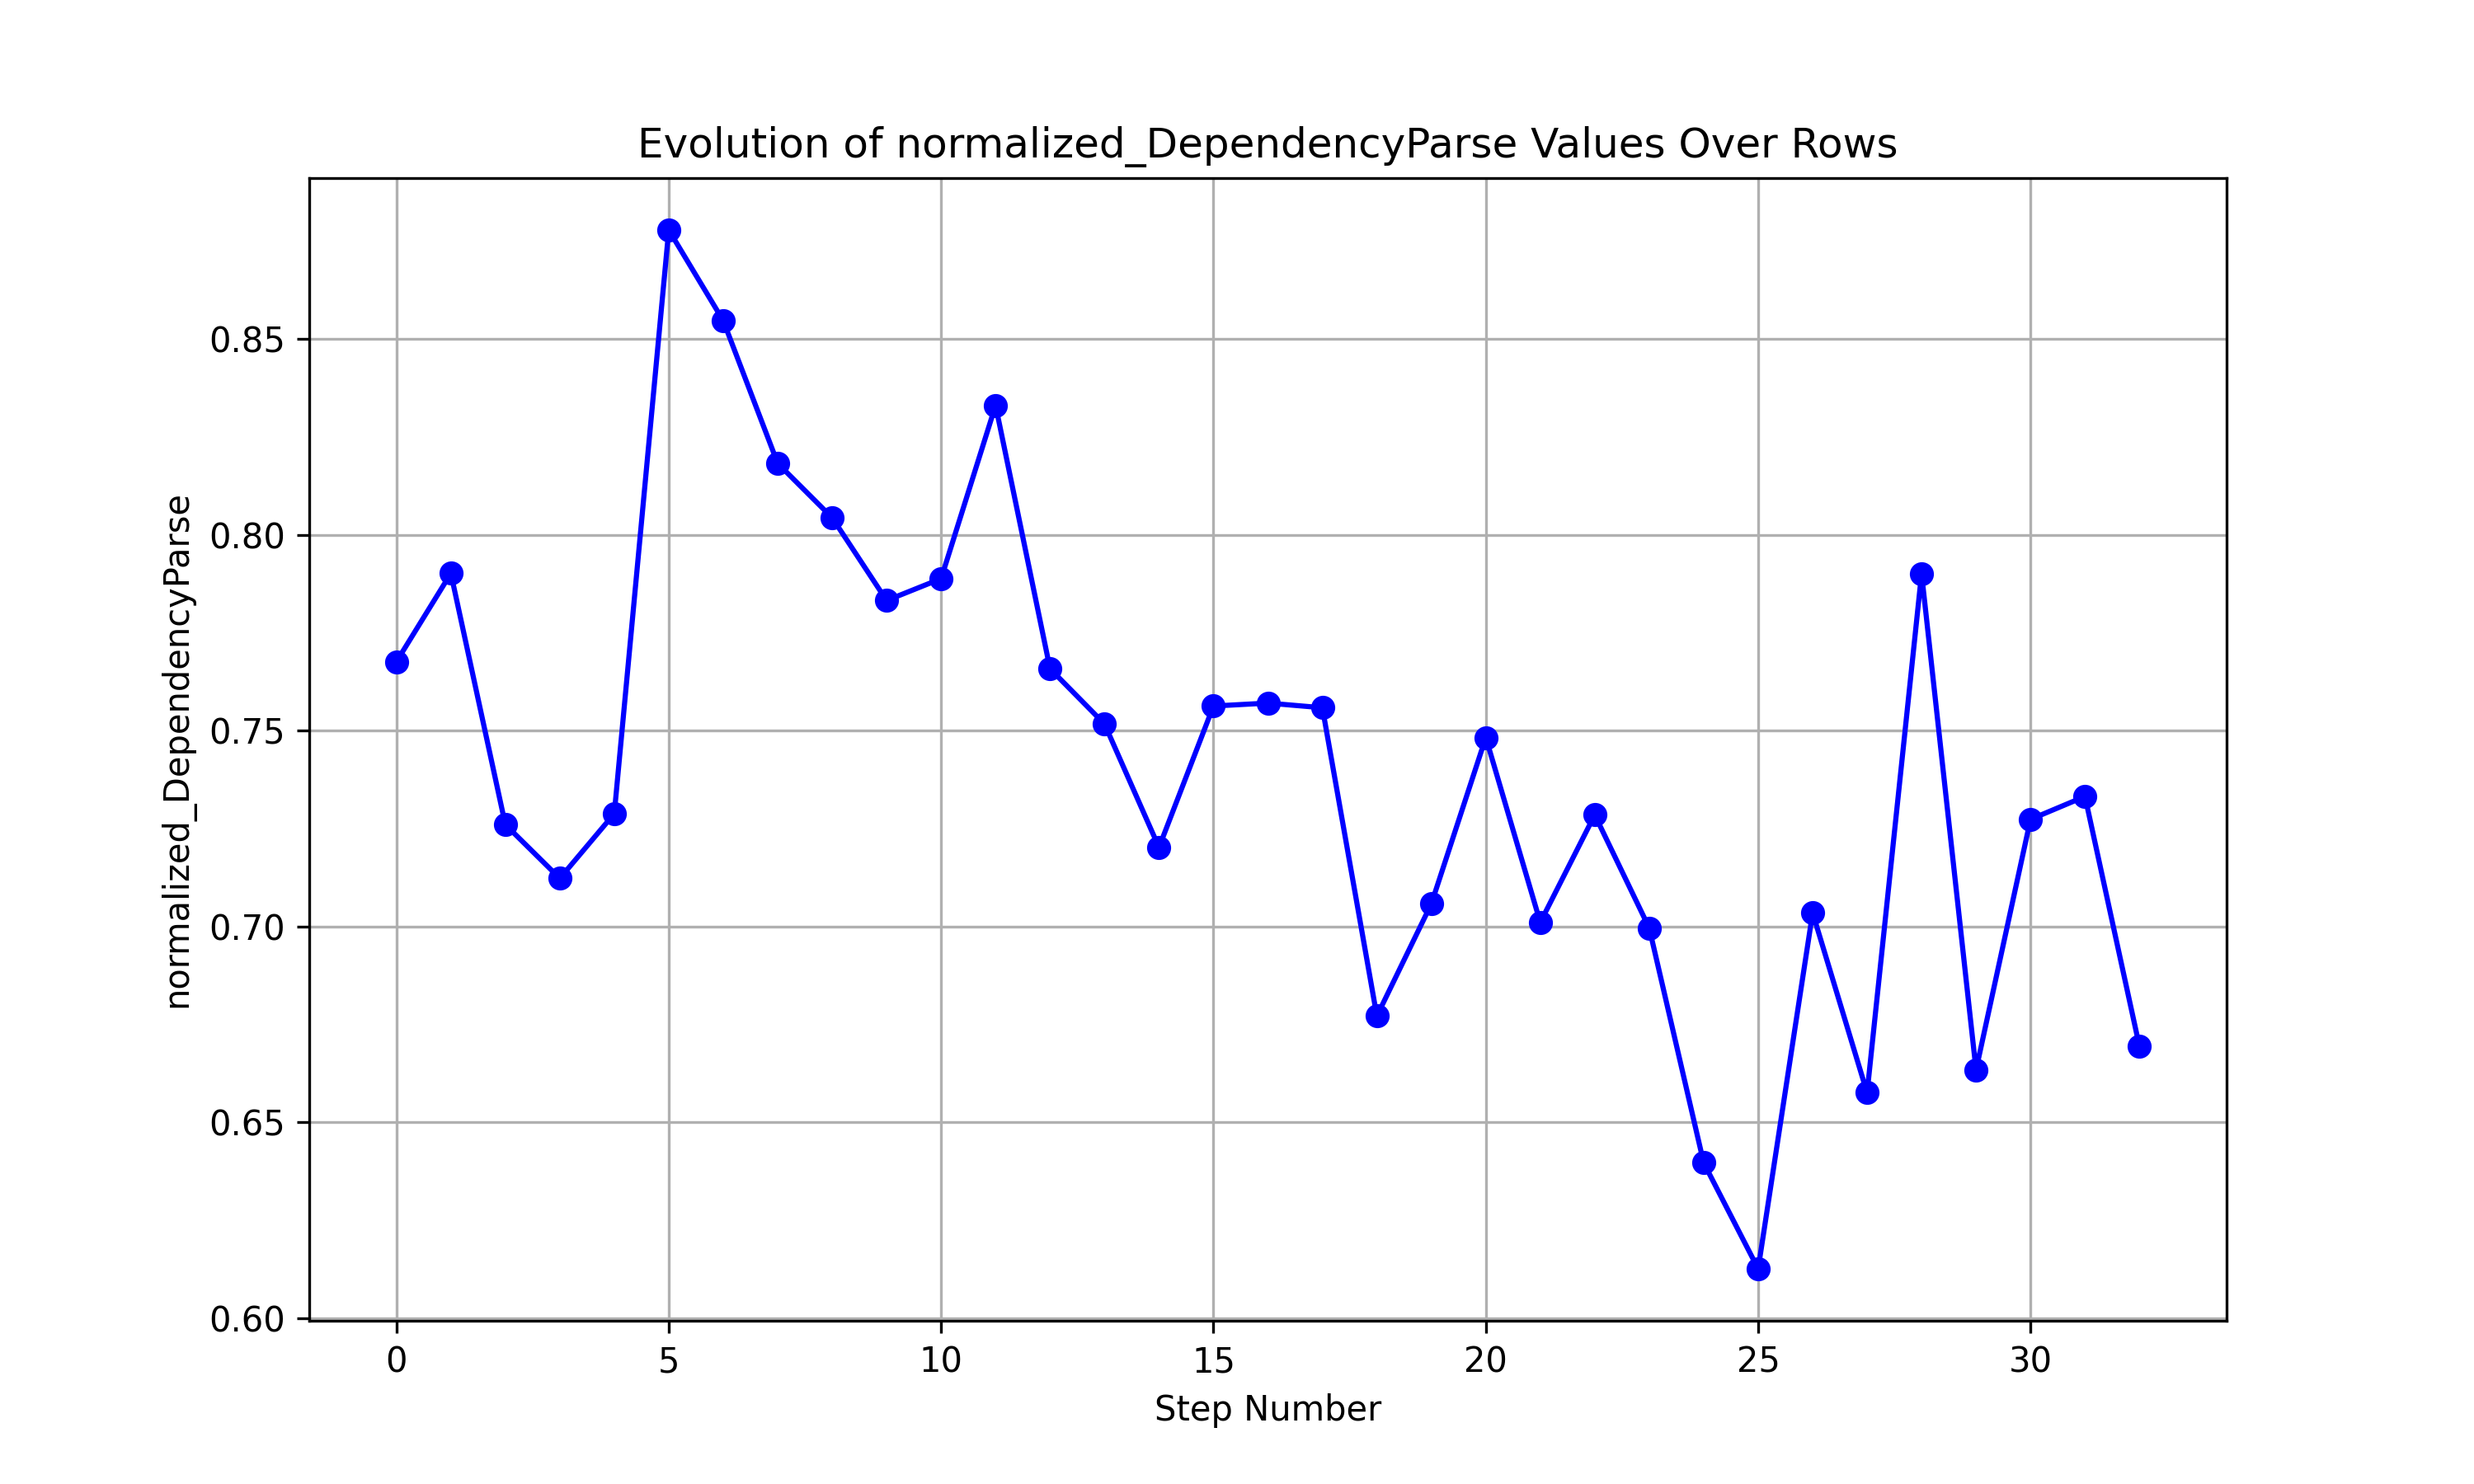 Evolution of normalized_DependencyParse Values Over Rows
normalized_DependencyParse
0.85
0.80
0.75
0.70
0.65
0.60
0 5 10 15 20 25 30
Step Number